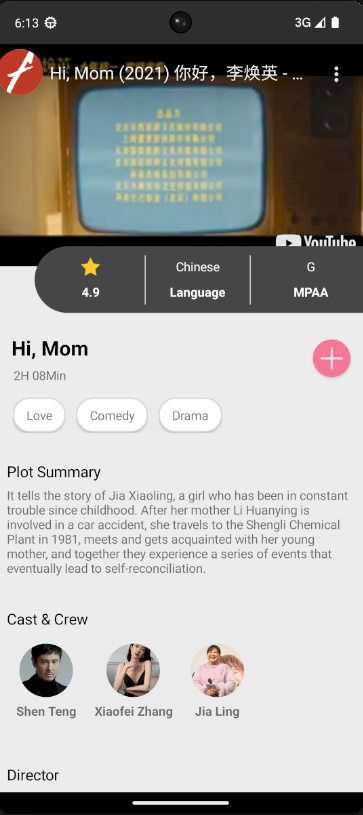 6:13
3G
Hi, Mom (2021) 你好，李焕英 - ...
YouTube
4.9
Chinese
Language
G
MPAA
Hi, Mom
2H 08Min
Love
Comedy
Drama
Plot Summary
It tells the story of Jia Xiaoling, a girl who has been in constant
trouble since childhood. After her mother Li Huanying is
involved in a car accident, she travels to the Shengli Chemical
Plant in 1981, meets and gets acquainted with her young
mother, and together they experience a series of events that
eventually lead to self-reconciliation.
Cast & Crew
Shen Teng
Xiaofei Zhang
Jia Ling
Director